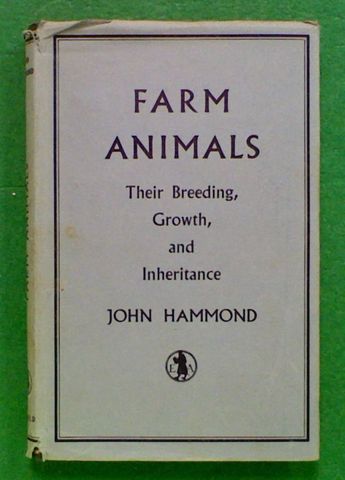 FARM
ANIMALS
Their Breeding,
Growth,
and
Inheritance
JOHN HAMMOND
E A